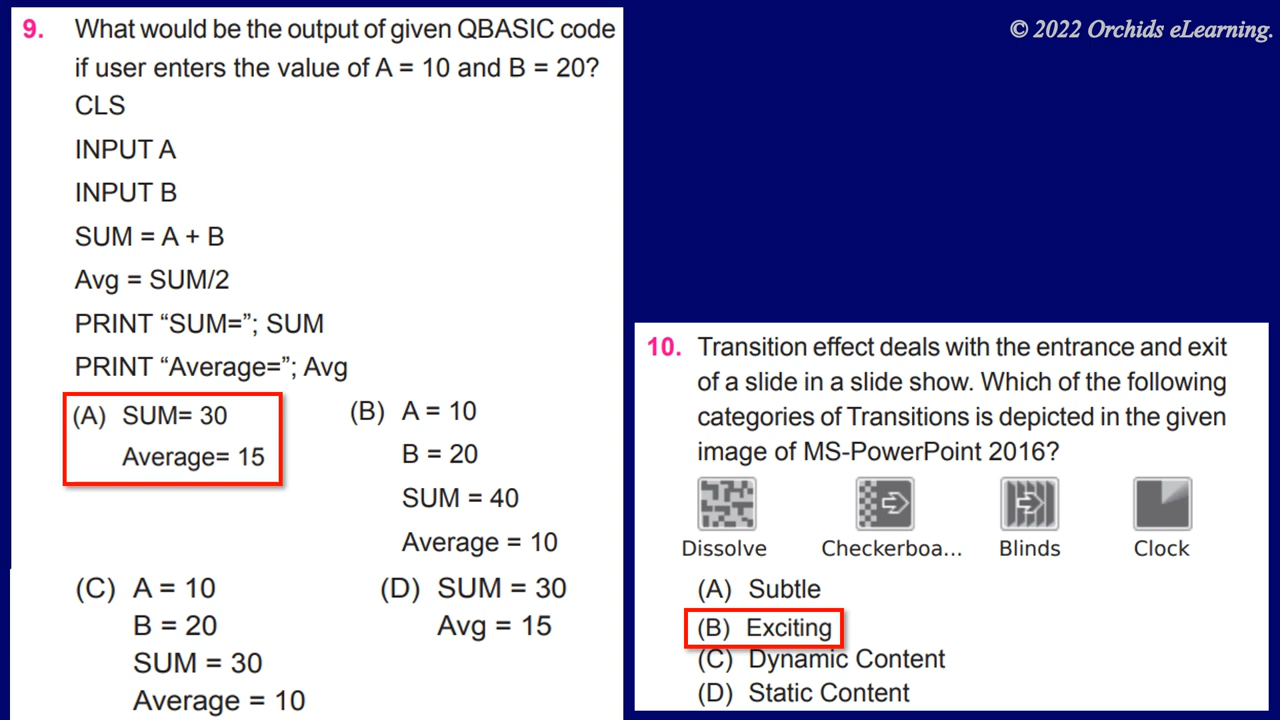 © 2022 Orchids eLearning.
9. What would be the output of given QBASIC code
if user enters the value of A = 10 and B = 20?
CLS
INPUT A
INPUT B
SUM = A + B
Avg = SUM/2
PRINT “SUM=”; SUM
PRINT “Average=”; Avg
(A) SUM= 30
Average= 15
(B) A = 10
B = 20
SUM = 40
Average = 10
(C) A = 10
B = 20
SUM = 30
Average = 10
(D) SUM = 30
Avg = 15
10. Transition effect deals with the entrance and exit
of a slide in a slide show. Which of the following
categories of Transitions is depicted in the given
image of MS-PowerPoint 2016?
Dissolve Checkerboa... Blinds Clock
(A) Subtle
(B) Exciting
(C) Dynamic Content
(D) Static Content